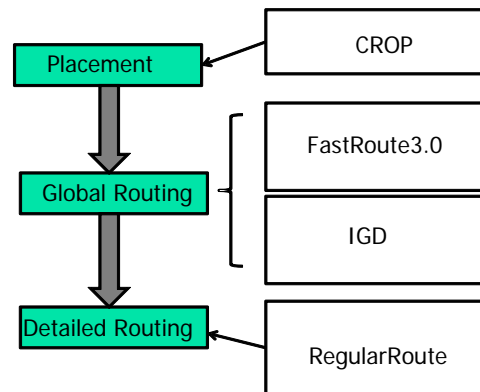 CROP
Placement
FastRoute3.0
Global Routing
IGD
Detailed Routing
RegularRoute